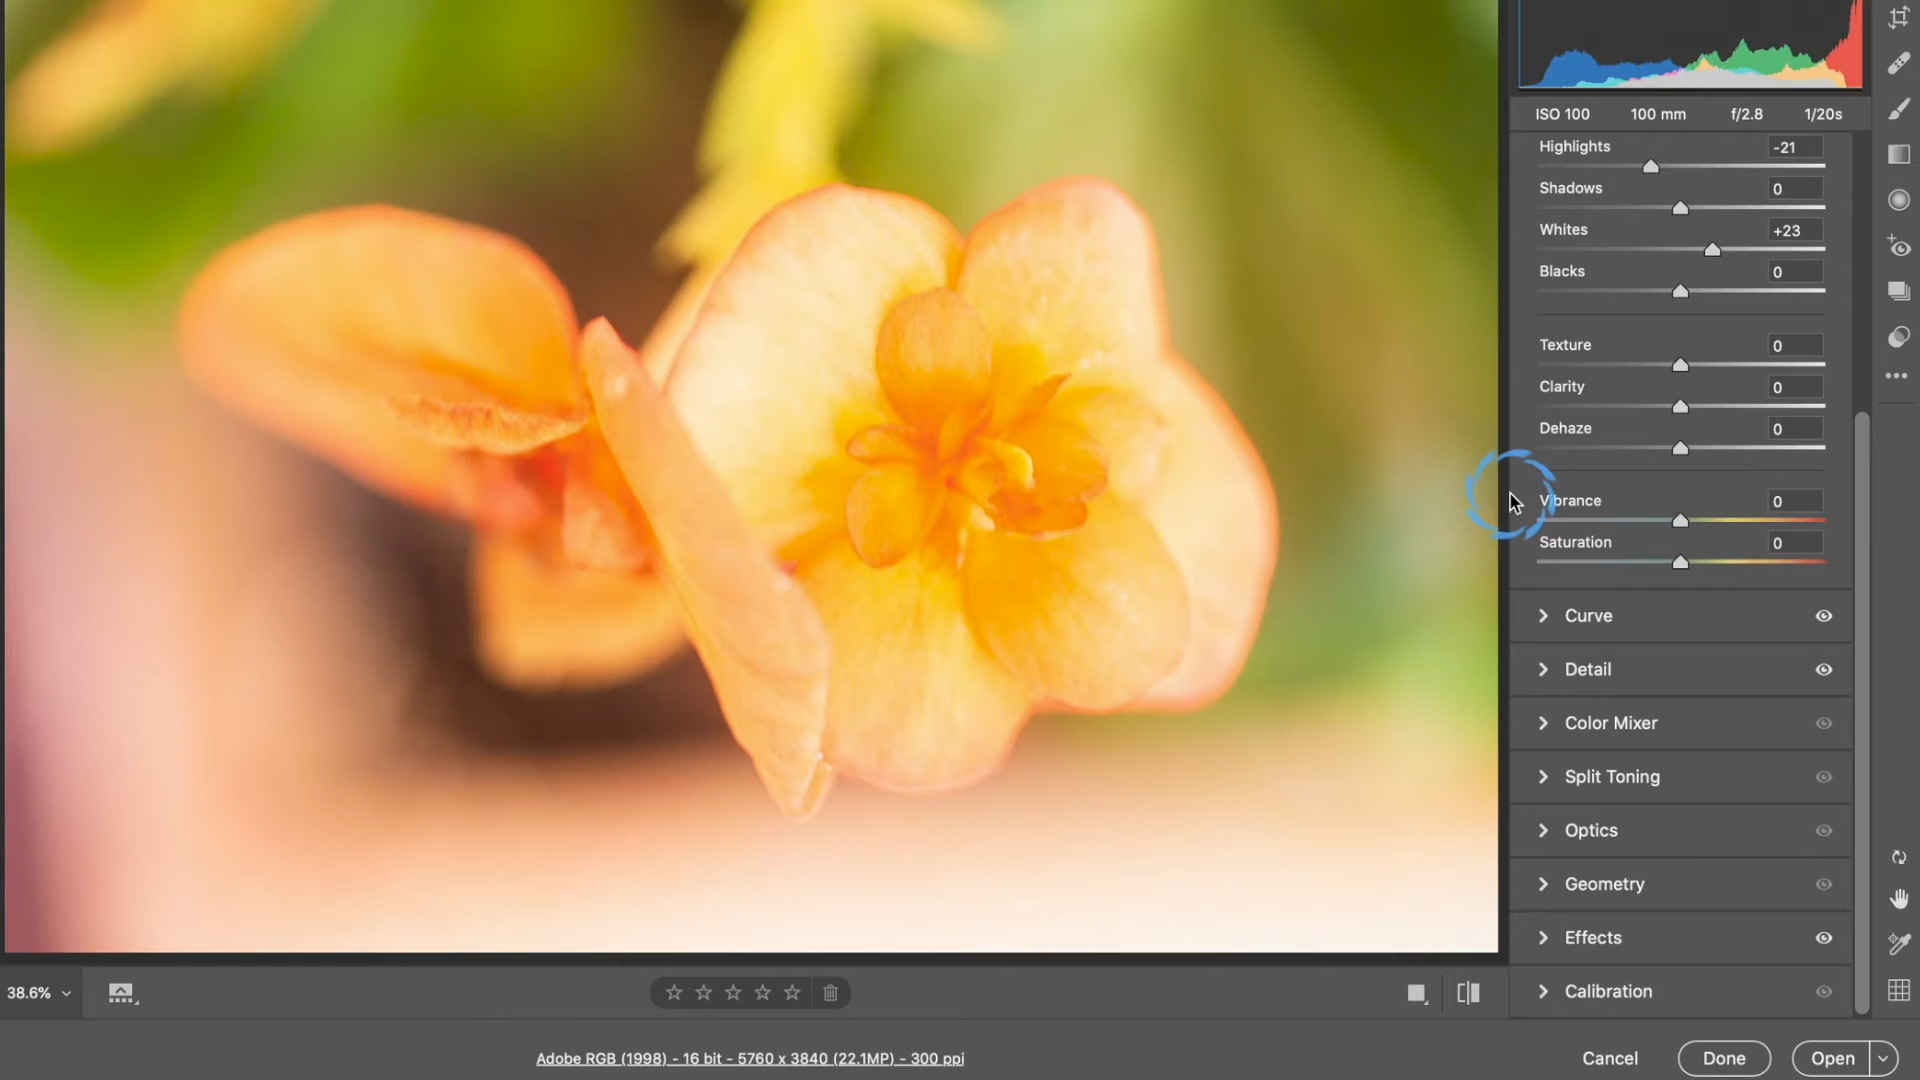 ISO 100 100 mm f/2.8 1/20s
Highlights -21
Shadows 0
Whites +23
Blacks 0
Texture 0
Clarity 0
Dehaze 0
Vibrance 0
Saturation 0
Curve
Detail
Color Mixer
Split Toning
Optics
Geometry
Effects
Calibration
38.6%
Adobe RGB (1998) - 16 bit - 5760 x 3840 (22.1MP) - 300 ppi
Cancel Done Open